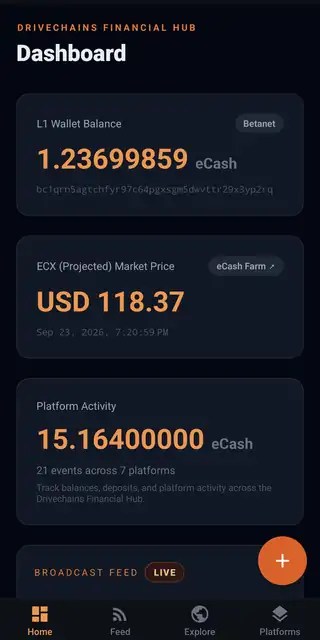 DRIVECHAINS FINANCIAL HUB
Dashboard
L1 Wallet Balance
Betanet
1.23699859 eCash
ECX (Projected) Market Price
eCash Farm ↗
USD 118.37
Sep 23, 2026, 7:20:59 PM
Platform Activity
15.16400000 eCash
21 events across 7 platforms
Track balances, deposits, and platform activity across the
Drivechains Financial Hub.
BROADCAST FEED
LIVE
+
Home
Feed
Explore
Platforms